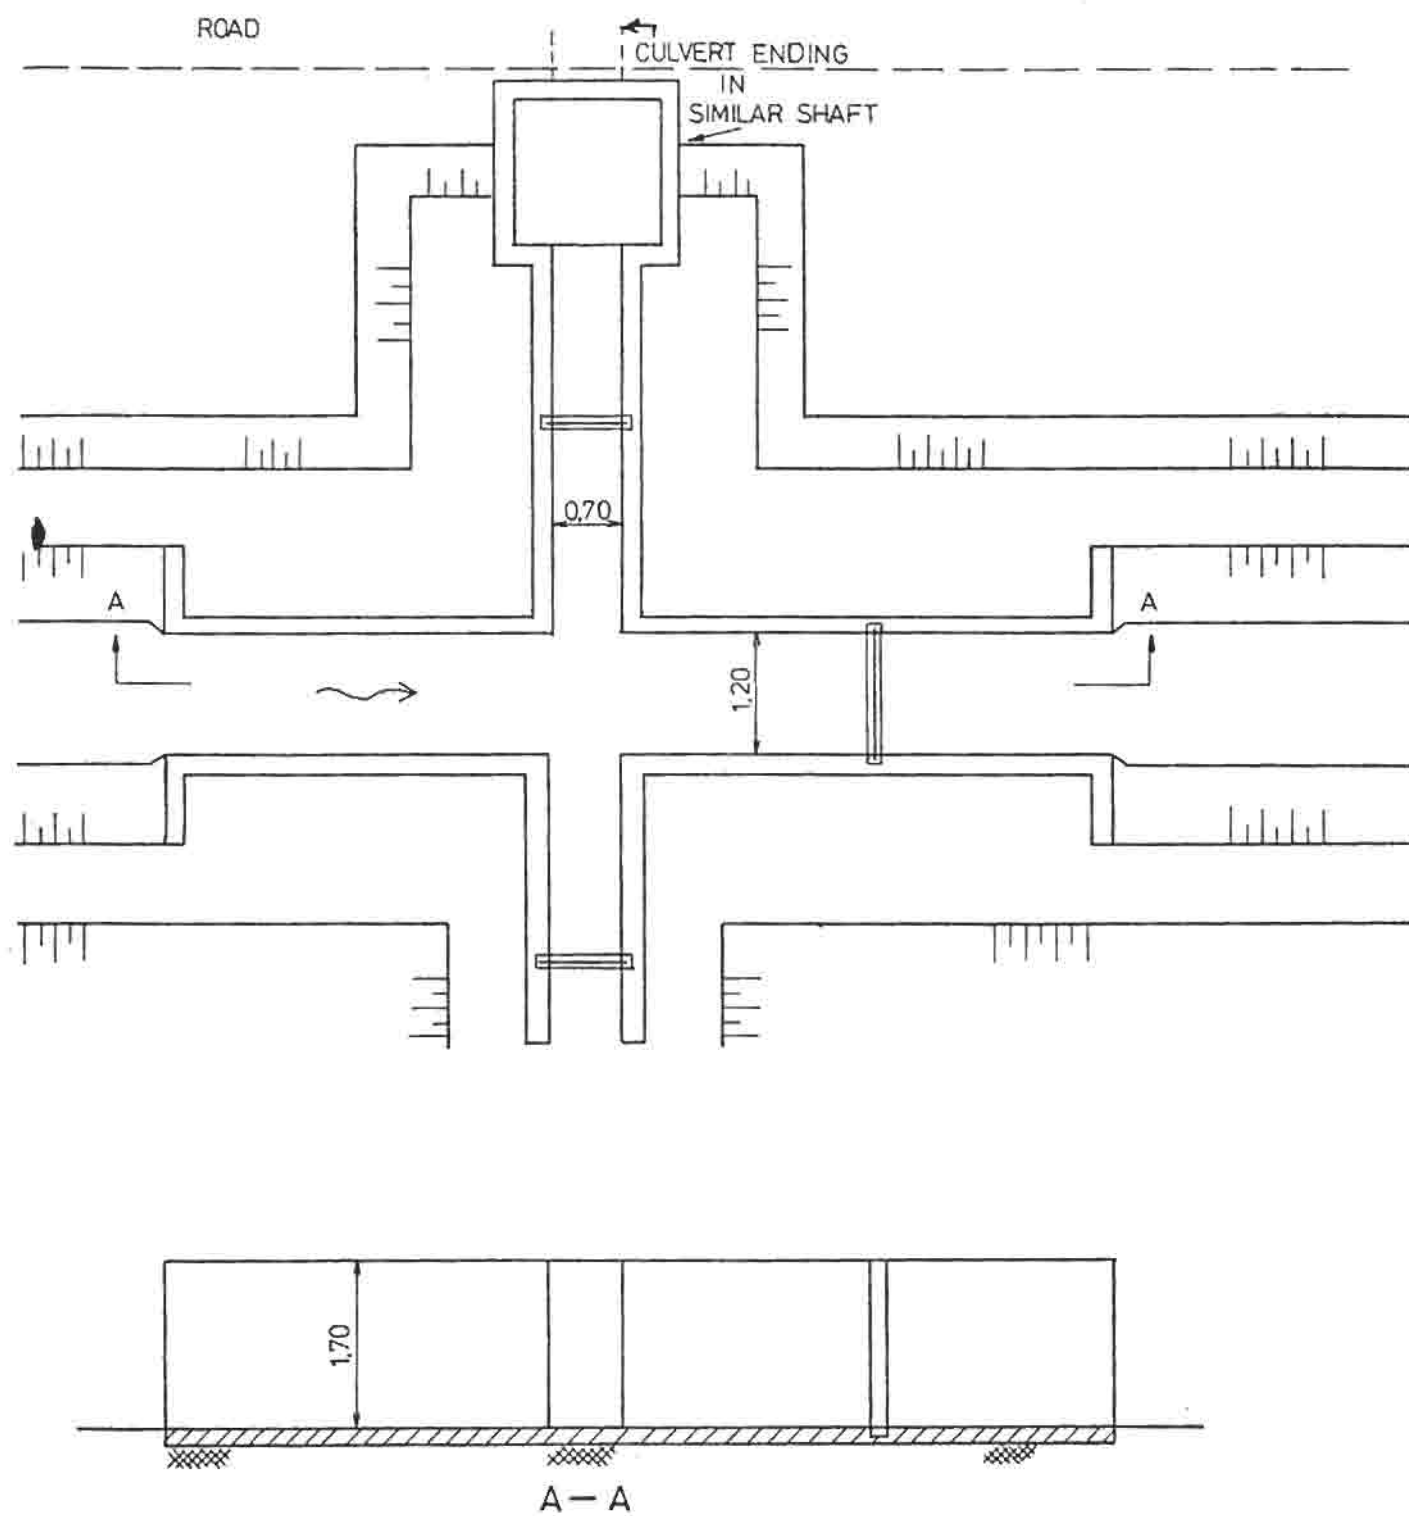 ROAD
CULVERT ENDING
IN
SIMILAR SHAFT
0,70
A
A
1,20
1,70
A — A